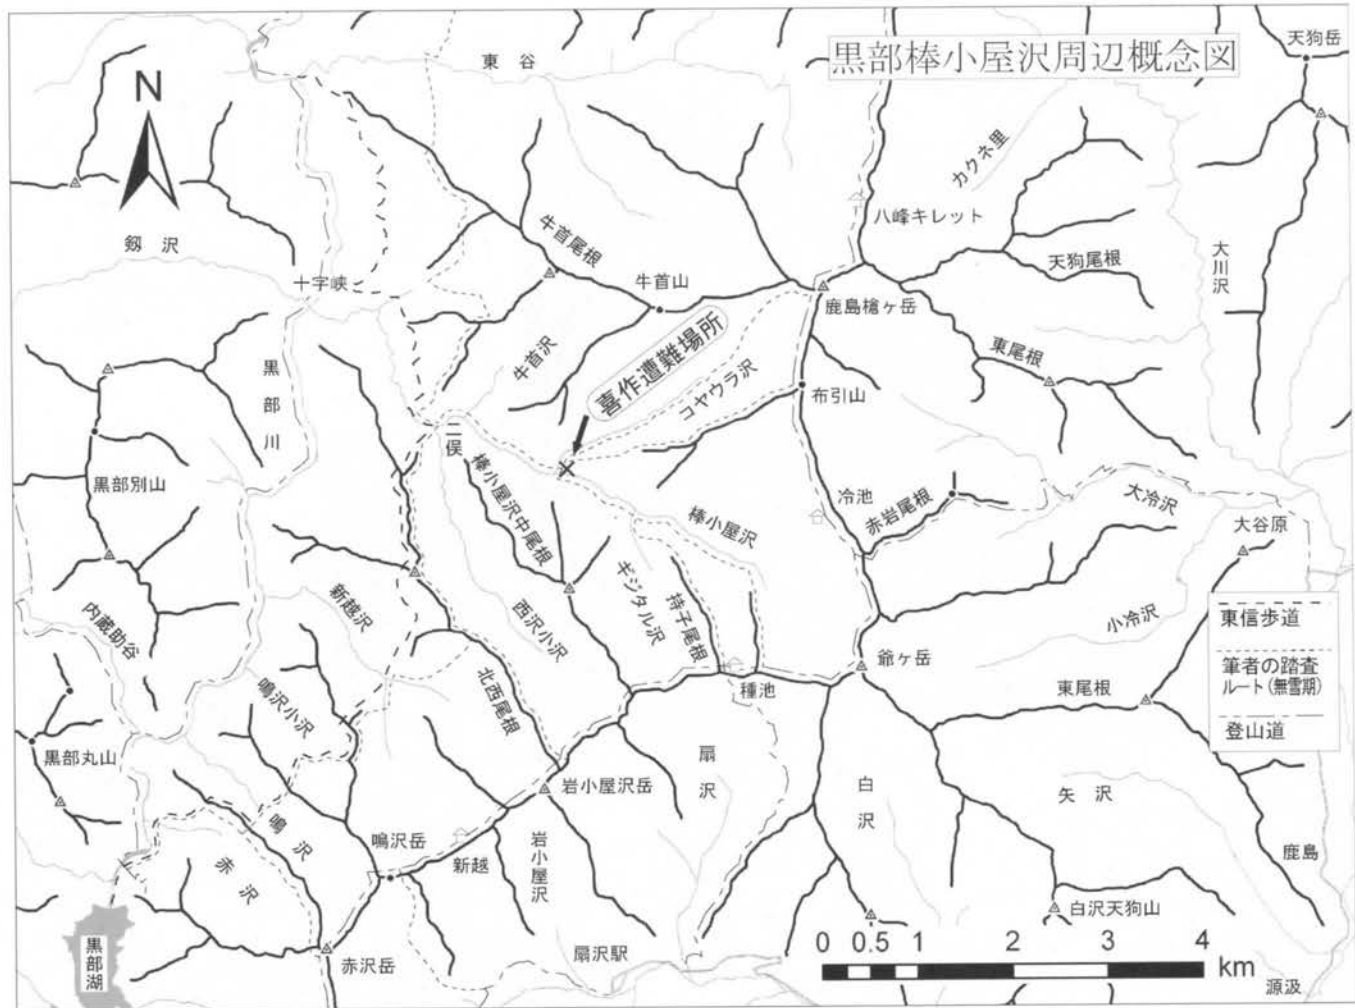 黒部棒小屋沢周辺概念図
天狗岳
東谷
N
カクネ里
八峰キレット
大川沢
剱沢
牛首尾根
天狗尾根
十字峡
牛首山
鹿島槍ヶ岳
喜作遭難場所
牛首沢
コヤウラ沢
東尾根
布引山
黒部川
二俣
黒部別山
棒小屋沢中尾根
棒小屋沢
冷池
赤岩尾根
大冷沢
大谷原
内蔵助谷
新越沢
西沢小沢
ギジタル沢
持子尾根
小冷沢
東信歩道
筆者の踏査
ルート(無雪期)
登山道
爺ヶ岳
種池
東尾根
鳴沢小沢
北西尾根
黒部丸山
岩小屋沢岳
扇沢
白沢
矢沢
鳴沢
鳴沢岳
新越
岩小屋沢
赤沢
鹿島
白沢天狗山
黒部湖
赤沢岳
扇沢駅
0 0.5 1 2 3 4
km
源汲